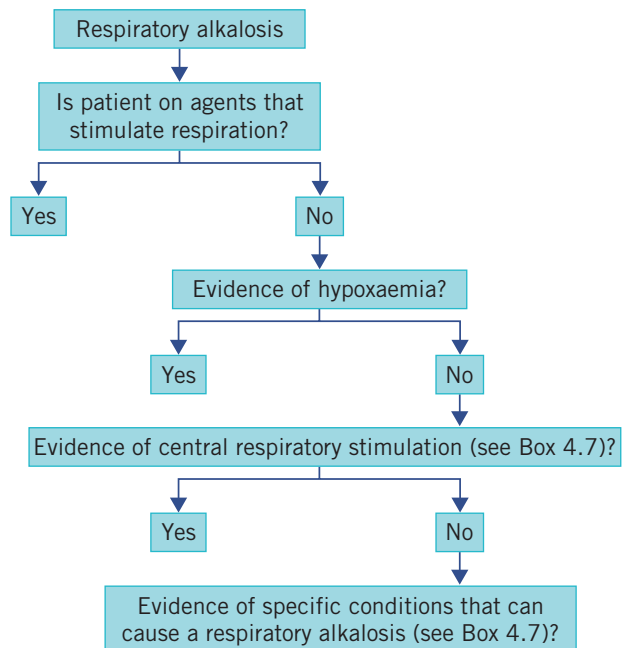 Respiratory alkalosis
Is patient on agents that
stimulate respiration?
Yes
No
Evidence of hypoxaemia?
Yes
No
Evidence of central respiratory stimulation (see Box 4.7)?
Yes
No
Evidence of specific conditions that can
cause a respiratory alkalosis (see Box 4.7)?